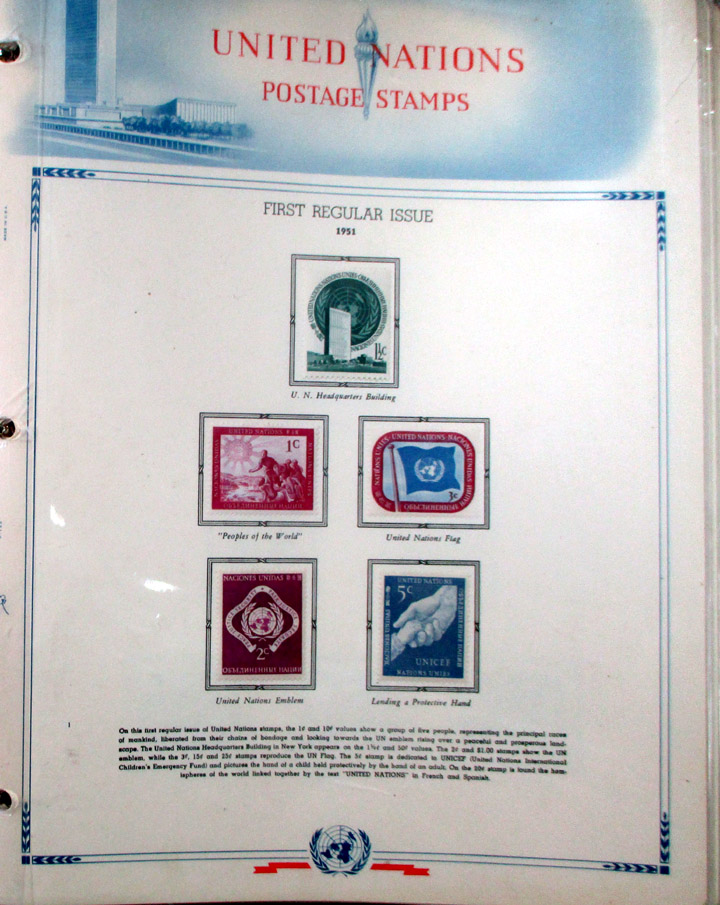 UNITED NATIONS
POSTAGE STAMPS
FIRST REGULAR ISSUE
1951
1½c
U. N. Headquarters Building
UNITED NATIONS
1c
"Peoples of the World"
UNITED NATIONS
3c
United Nations Flag
NACIONES UNIDAS
2c
ОБЪЕДИНЕННЫЕ НАЦИИ
United Nations Emblem
UNITED NATIONS
5c
UNICEF
NATIONS UNIES
Lending a Protective Hand
On this first regular issue of United Nations stamps, the 1¢ and 10¢ values show a group of five people, representing the principal races
of mankind, liberated from their chains of bondage and looking towards the UN emblem rising over a peaceful and prosperous land-
scape. The United Nations Headquarters Building in New York appears on the 1½¢ and 50¢ values. The 2¢ and $1.00 stamps show the UN
emblem, while the 3¢, 15¢ and 25¢ stamps reproduce the UN Flag. The 5¢ stamp is dedicated to UNICEF (United Nations International
Children's Emergency Fund) and pictures the hand of a child held protectively by the hand of an adult. On the 20¢ stamp is found the hem-
ispheres of the world linked together by the text "UNITED NATIONS" in French and Spanish.